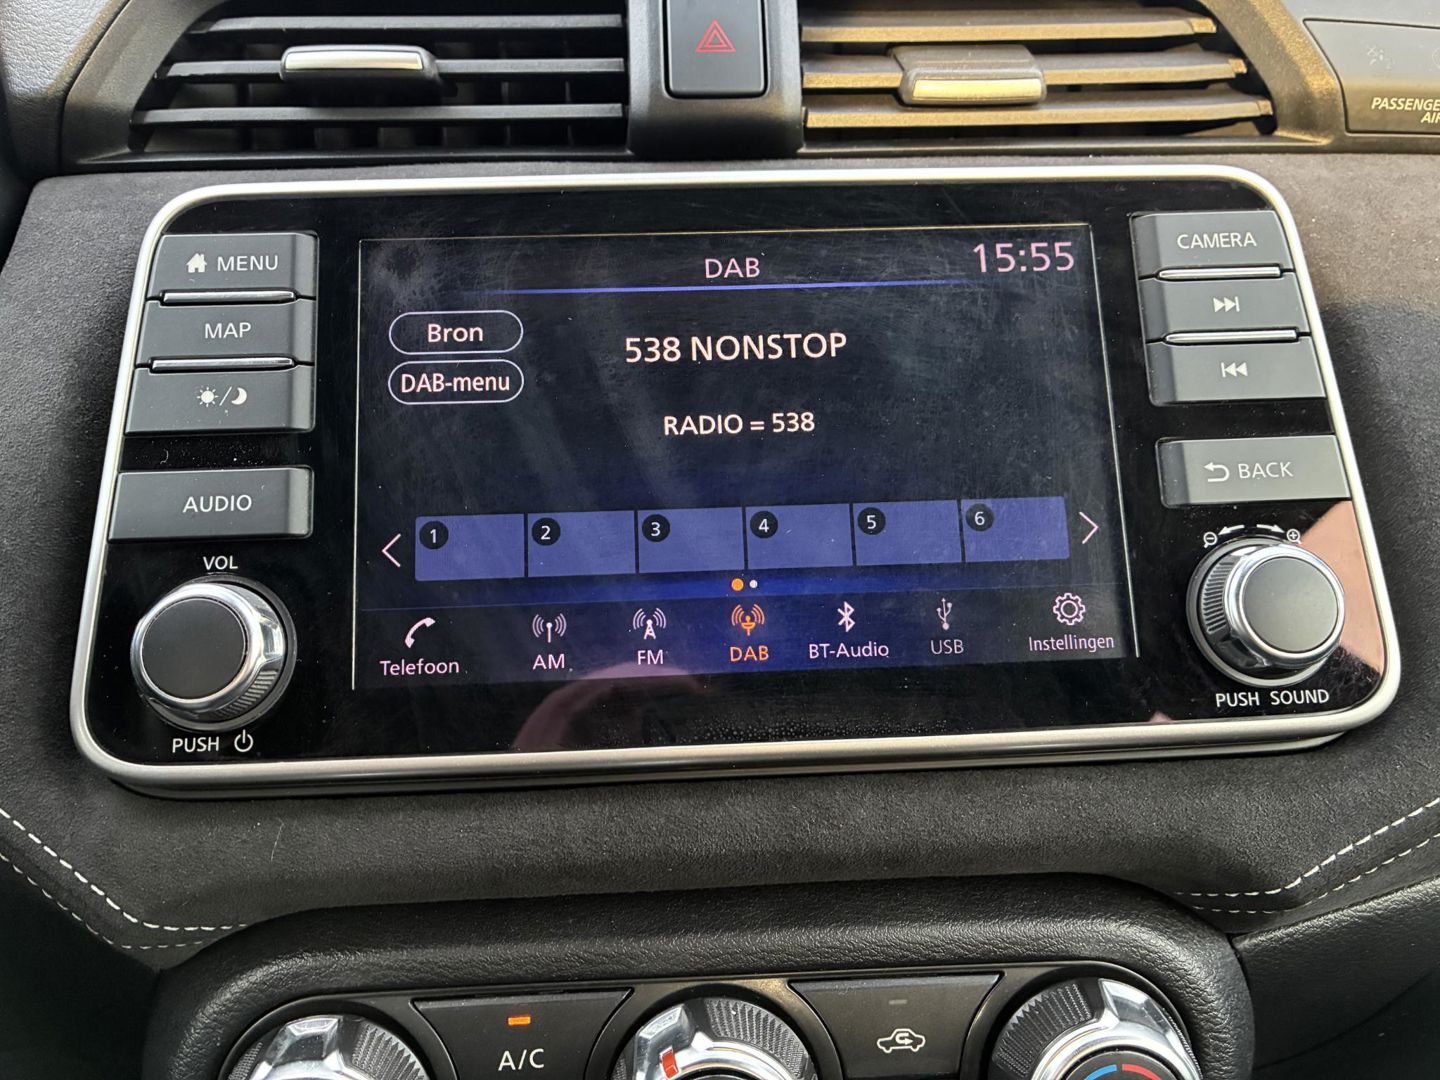 PASSENGE
AI
MENU
MAP
AUDIO
VOL
PUSH
DAB
15:55
Bron
DAB-menu
538 NONSTOP
RADIO = 538
1 2 3 4 5 6
Telefoon AM FM DAB BT-Audio USB Instellingen
CAMERA
BACK
PUSH SOUND
A/C